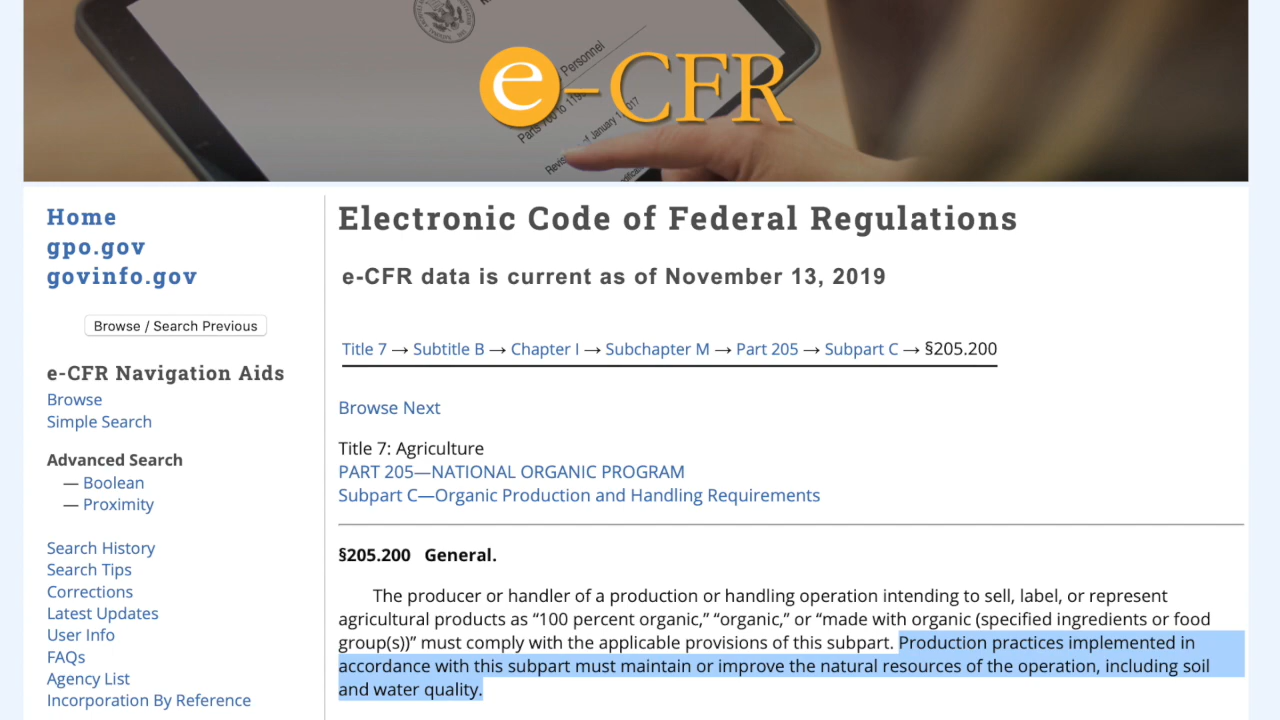 Personnel
e-CFR
Home
gpo.gov
govinfo.gov
Browse / Search Previous
e-CFR Navigation Aids
Browse
Simple Search
Advanced Search
— Boolean
— Proximity
Search History
Search Tips
Corrections
Latest Updates
User Info
FAQs
Agency List
Incorporation By Reference
Electronic Code of Federal Regulations
e-CFR data is current as of November 13, 2019
Title 7 → Subtitle B → Chapter I → Subchapter M → Part 205 → Subpart C → §205.200
Browse Next
Title 7: Agriculture
PART 205—NATIONAL ORGANIC PROGRAM
Subpart C—Organic Production and Handling Requirements
§205.200 General.
The producer or handler of a production or handling operation intending to sell, label, or represent
agricultural products as “100 percent organic,” “organic,” or “made with organic (specified ingredients or food
group(s))” must comply with the applicable provisions of this subpart. Production practices implemented in
accordance with this subpart must maintain or improve the natural resources of the operation, including soil
and water quality.